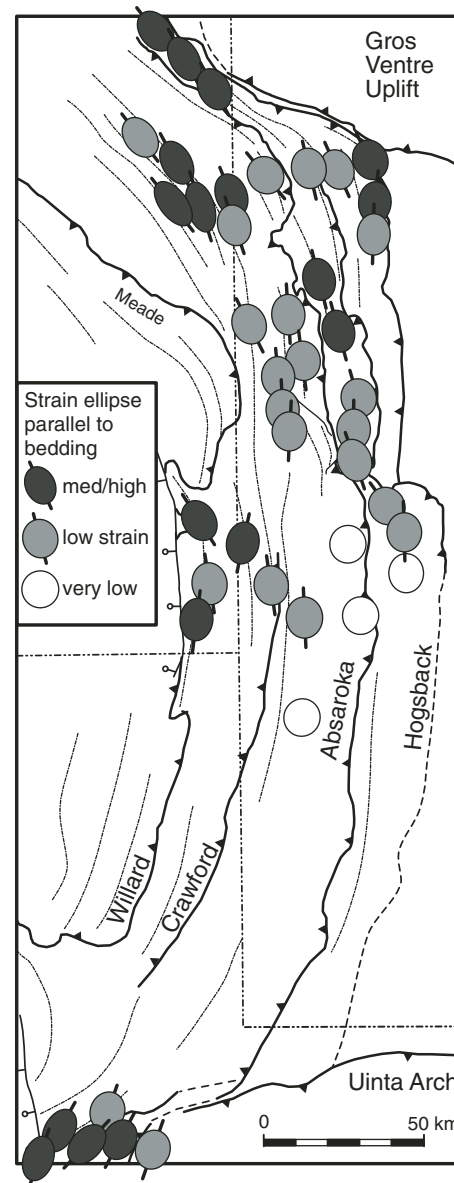 Gros
Ventre
Uplift
Meade
Strain ellipse
parallel to
bedding
med/high
low strain
very low
Absaroka
Hogsback
Willard
Crawford
Uinta Arch
0 50 km